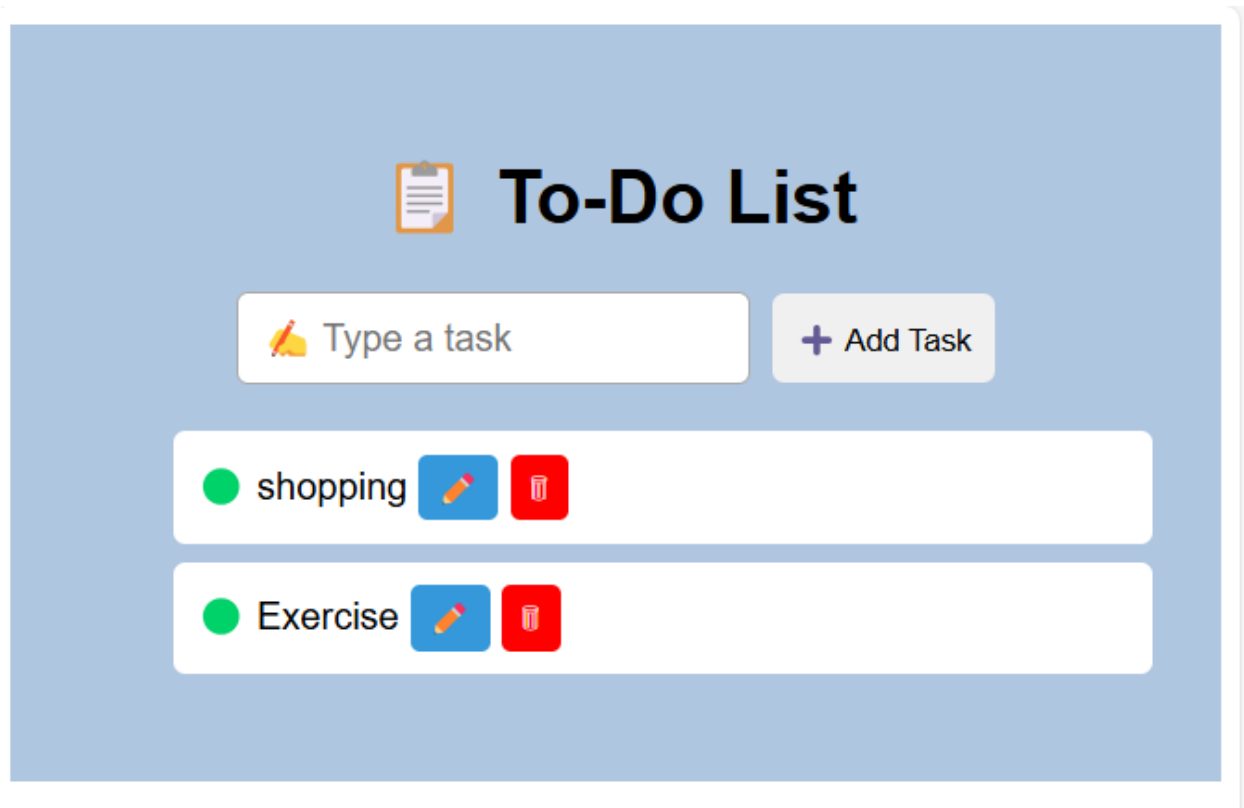 To-Do List
Type a task
Add Task
shopping
Exercise